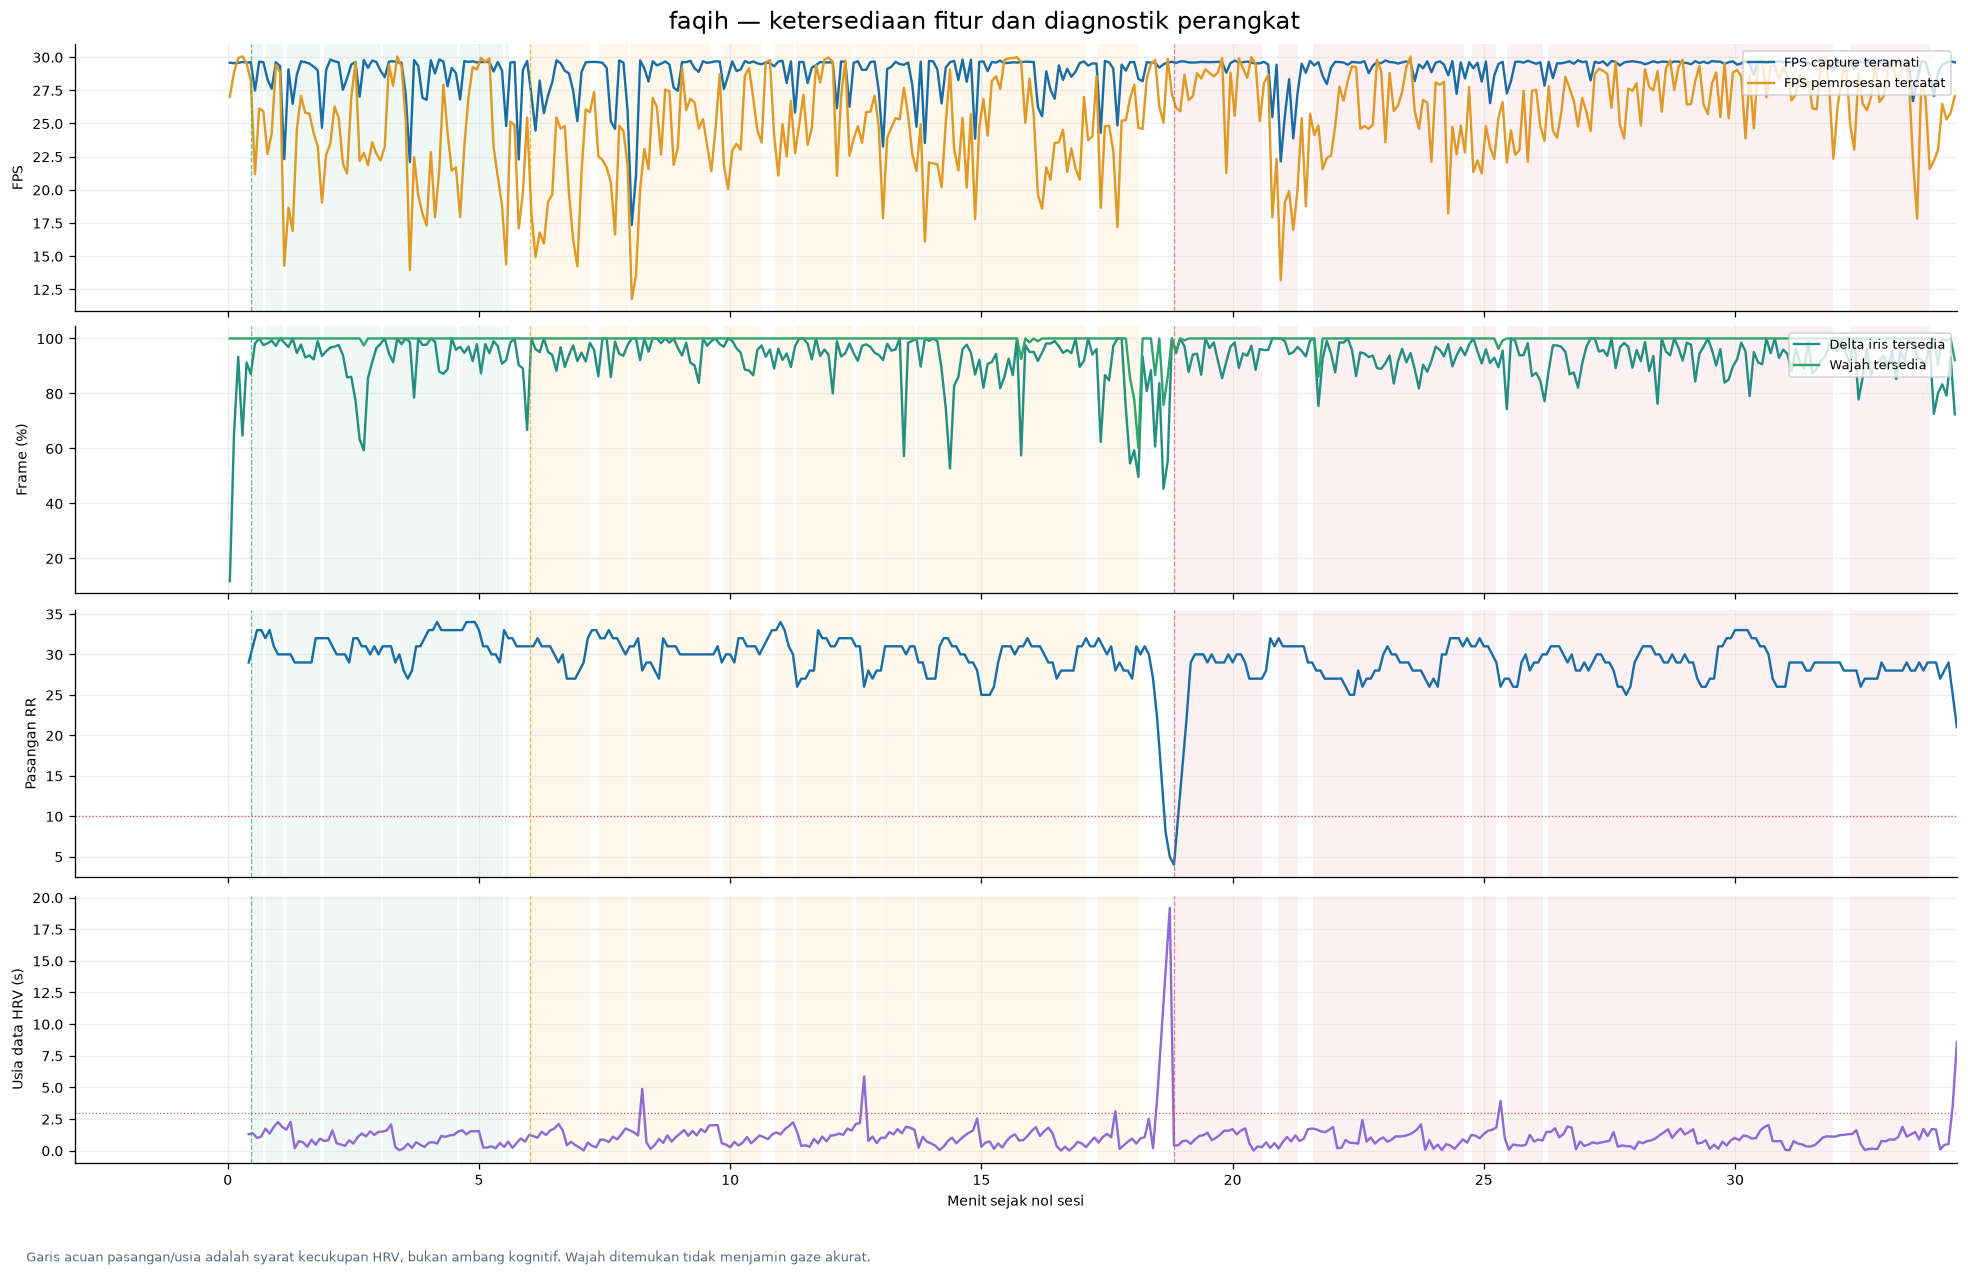 faqih — ketersediaan fitur dan diagnostik perangkat
30.0
27.5
25.0
22.5
20.0
17.5
15.0
12.5
FPS
FPS capture teramati
FPS pemrosesan tercatat
100
80
60
40
20
Frame (%)
Delta iris tersedia
Wajah tersedia
35
30
25
20
15
10
5
Pasangan RR
20.0
17.5
15.0
12.5
10.0
7.5
5.0
2.5
0.0
Usia data HRV (s)
0 5 10 15 20 25 30
Menit sejak nol sesi
Garis acuan pasangan/usia adalah syarat kecukupan HRV, bukan ambang kognitif. Wajah ditemukan tidak menjamin gaze akurat.